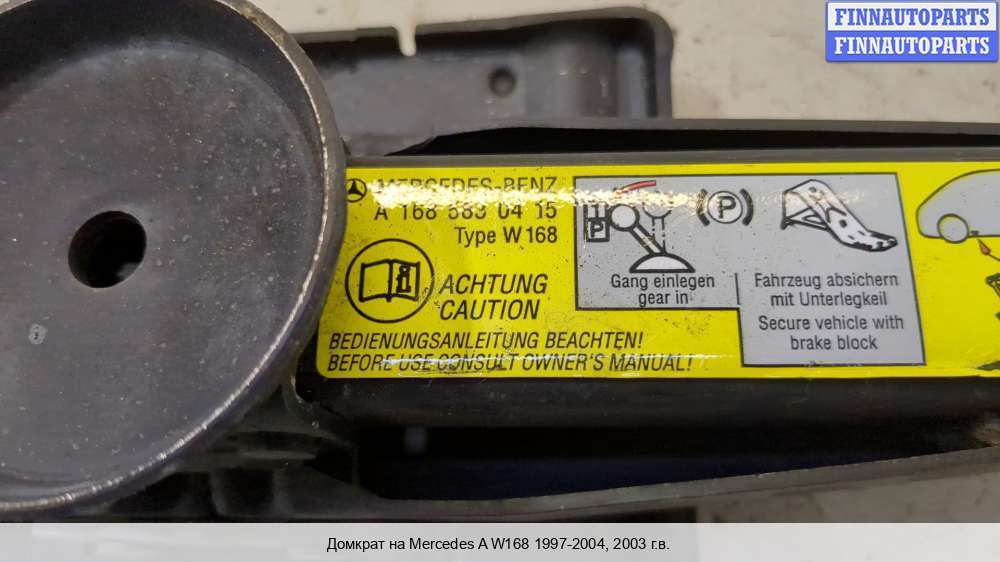 FINNAUTOPARTS
FINNAUTOPARTS
MERCEDES-BENZ
A 168 583 04 15
Type W 168
P
P
ACHTUNG
CAUTION
BEDIENUNGSANLEITUNG BEACHTEN!
BEFORE USE CONSULT OWNER'S MANUAL!
Gang einlegen
gear in
Fahrzeug absichern
mit Unterlegkeil
Secure vehicle with
brake block
Домкрат на Mercedes A W168 1997-2004, 2003 г.в.